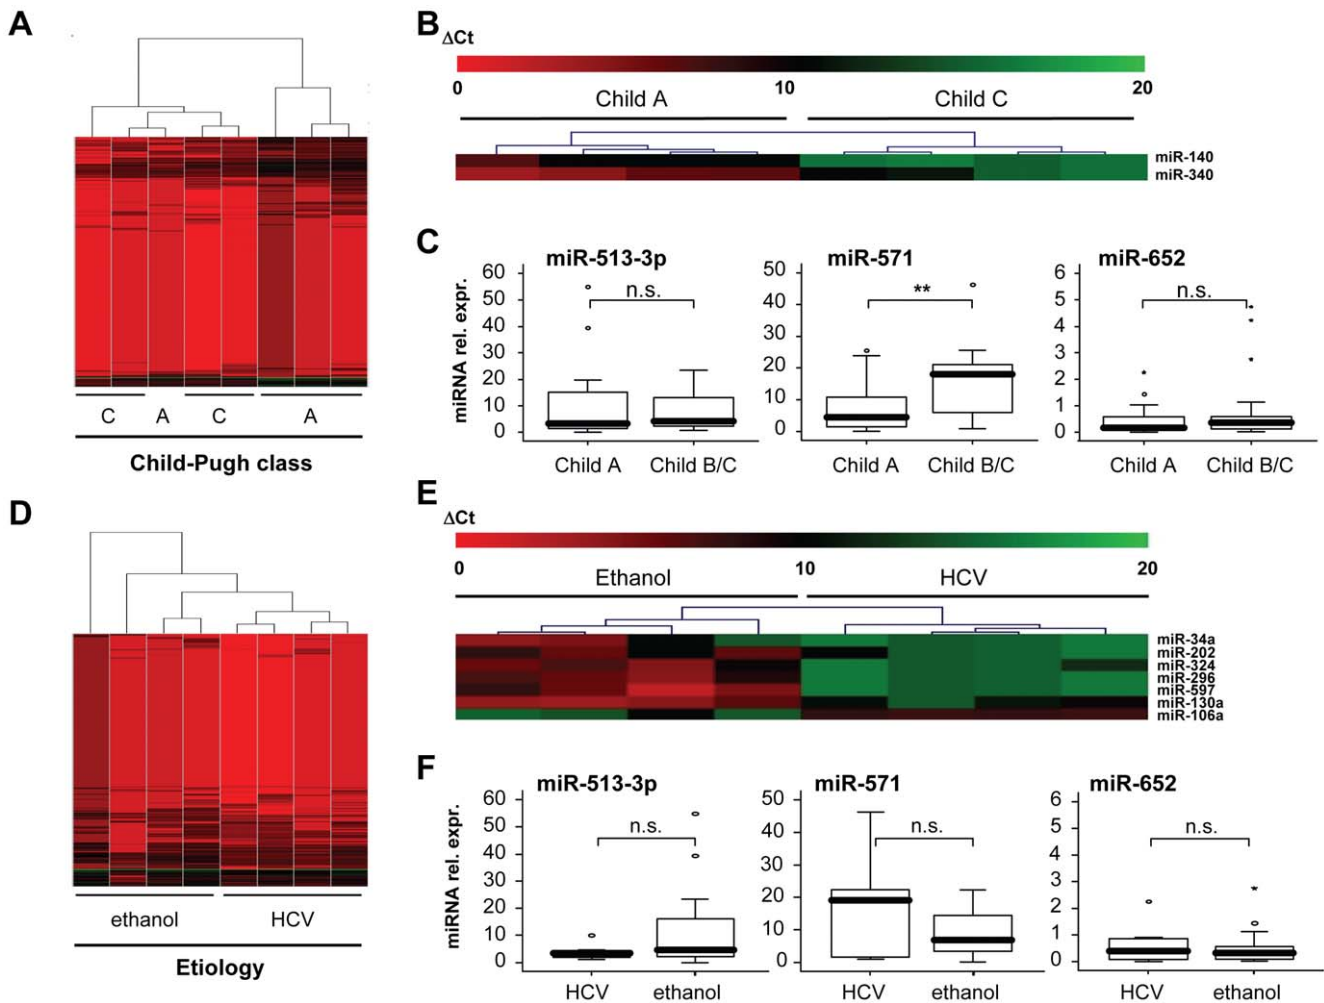 A
C A C A
Child-Pugh class
B
ΔCt
0 10 20
Child A Child C
miR-140
miR-340
C
miRNA rel. expr.
miR-513-3p
60
50
40
30
20
10
0
n.s.
Child A Child B/C
miR-571
50
40
30
20
10
0
**
Child A Child B/C
miR-652
6
5
4
3
2
1
0
n.s.
Child A Child B/C
D
ethanol HCV
Etiology
E
ΔCt
0 10 20
Ethanol HCV
miR-34a
miR-202
miR-324
miR-296
miR-597
miR-130a
miR-106a
F
miRNA rel. expr.
miR-513-3p
60
50
40
30
20
10
0
n.s.
HCV ethanol
miR-571
50
40
30
20
10
0
n.s.
HCV ethanol
miR-652
6
5
4
3
2
1
0
n.s.
HCV ethanol